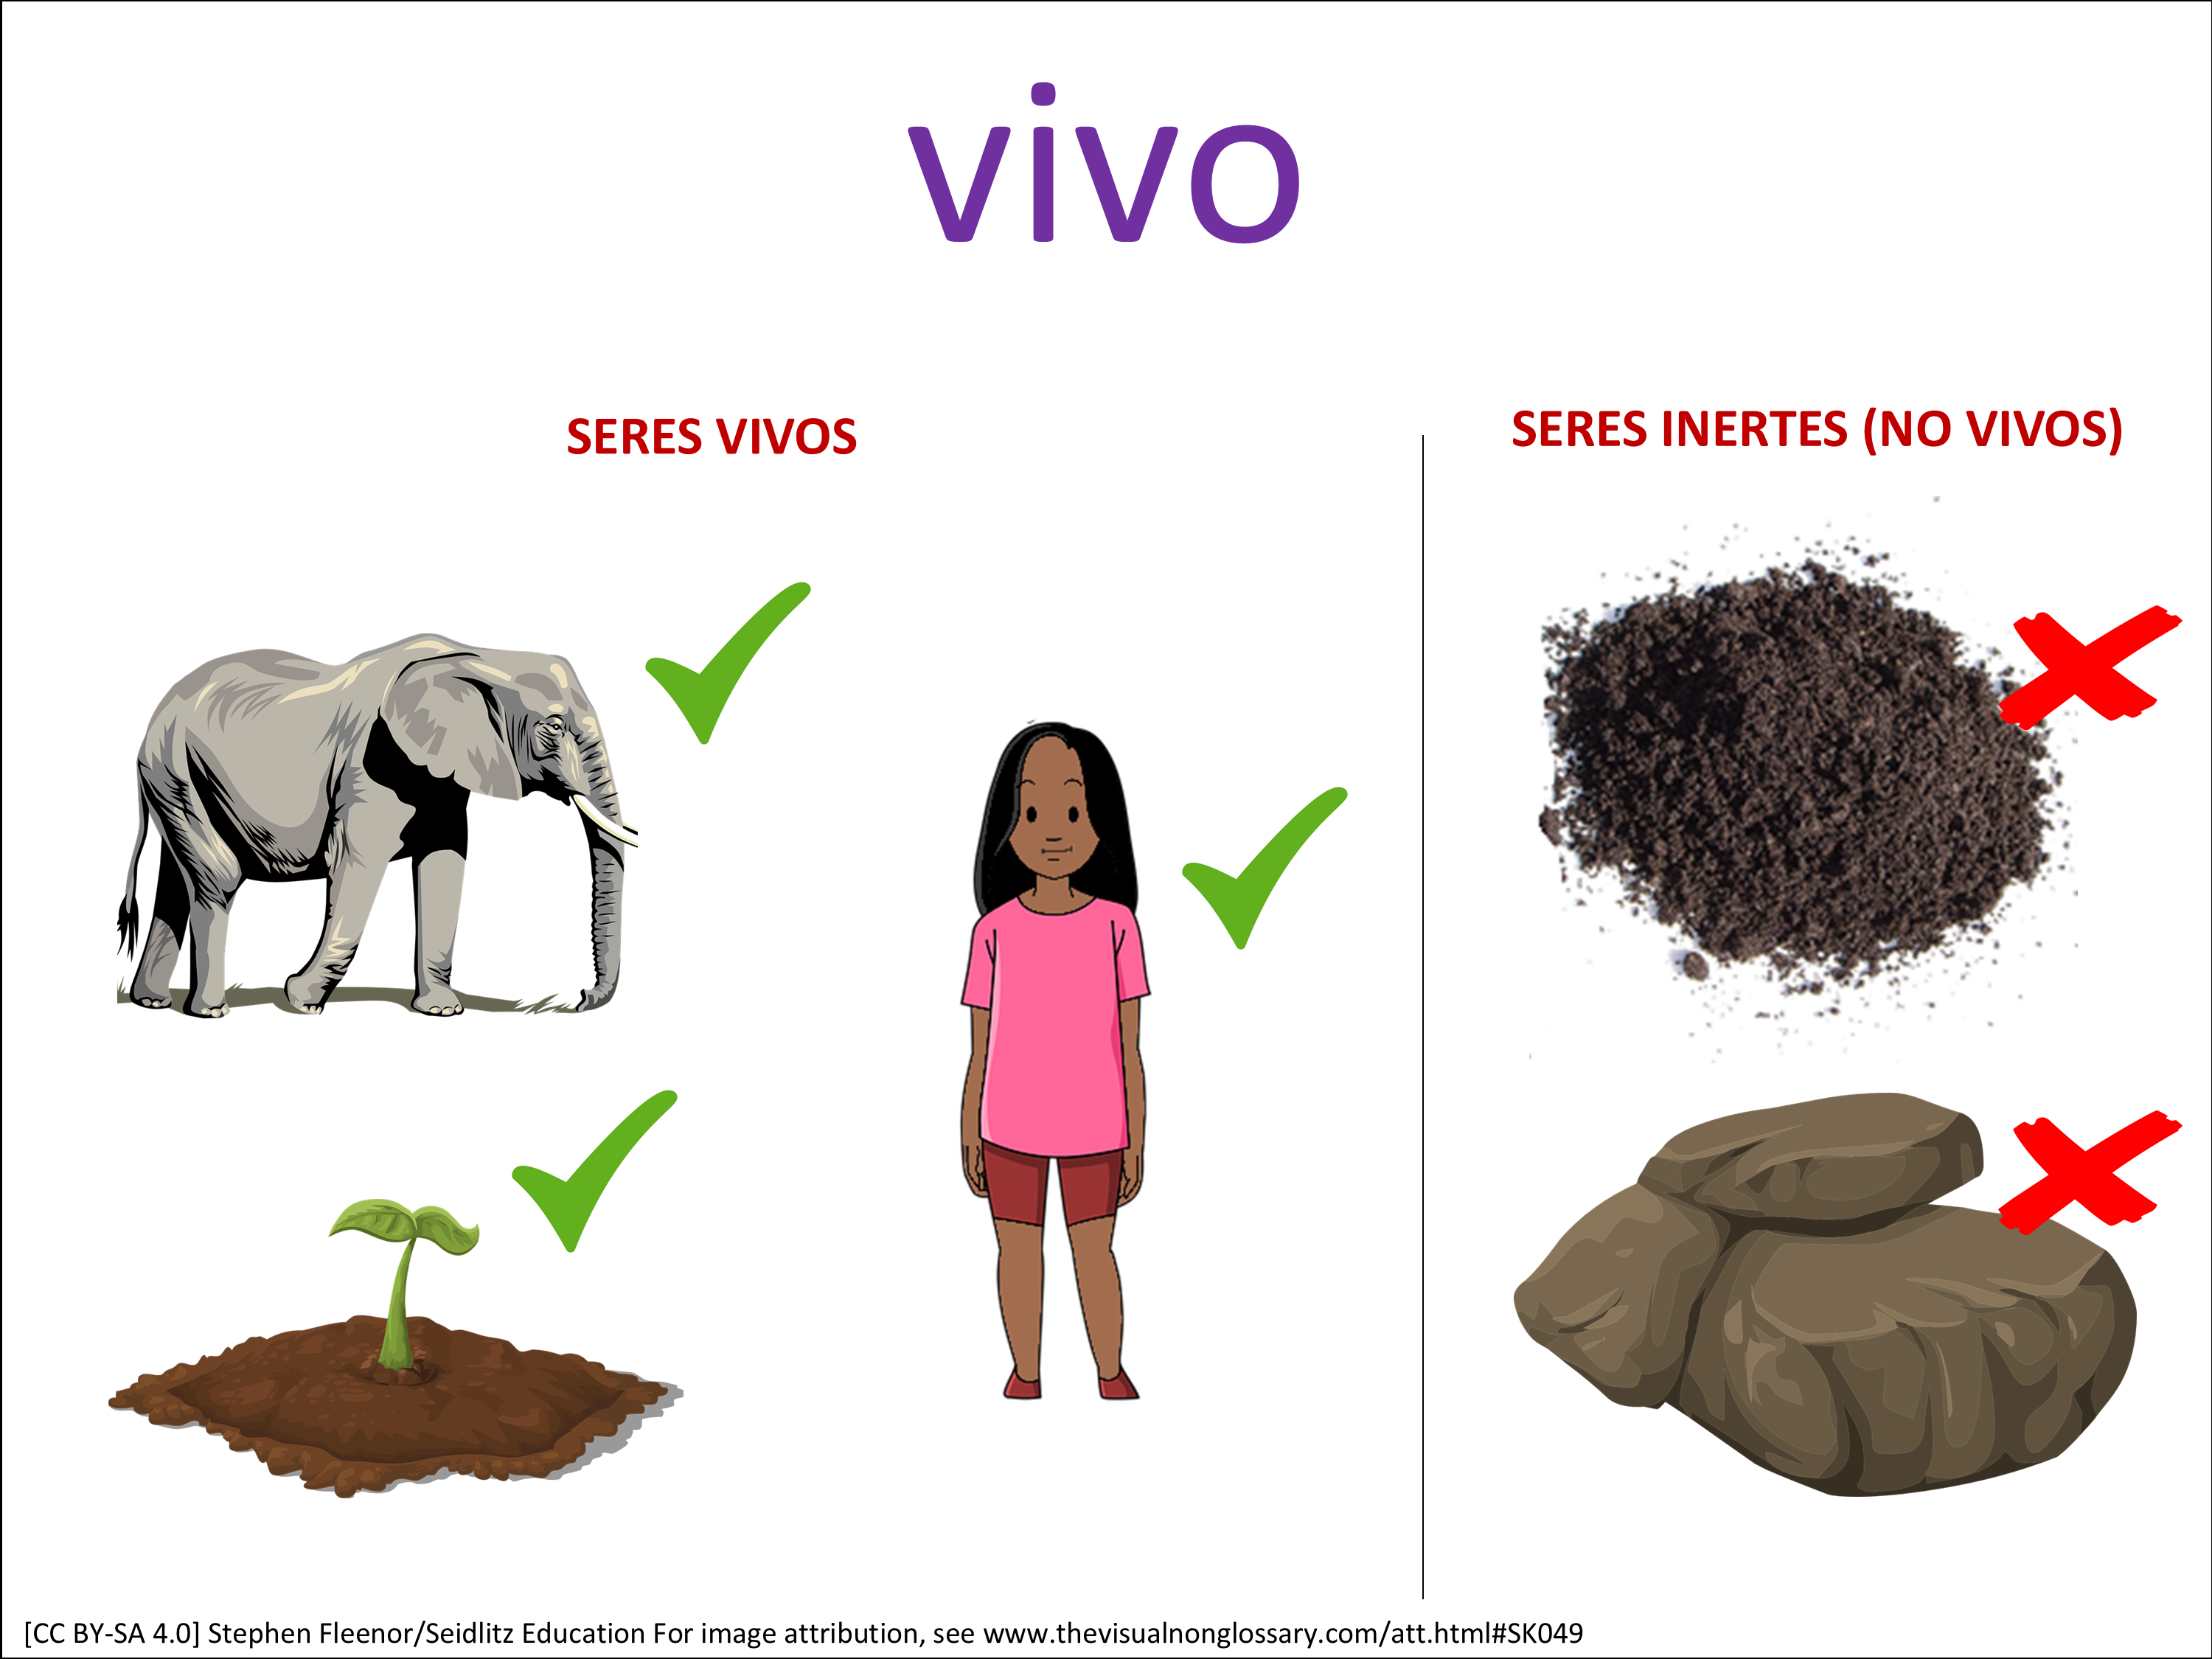 vivo
SERES VIVOS
SERES INERTES (NO VIVOS)
[CC BY-SA 4.0] Stephen Fleenor/Seidlitz Education For image attribution, see www.thevisualnonglossary.com/att.html#SK049